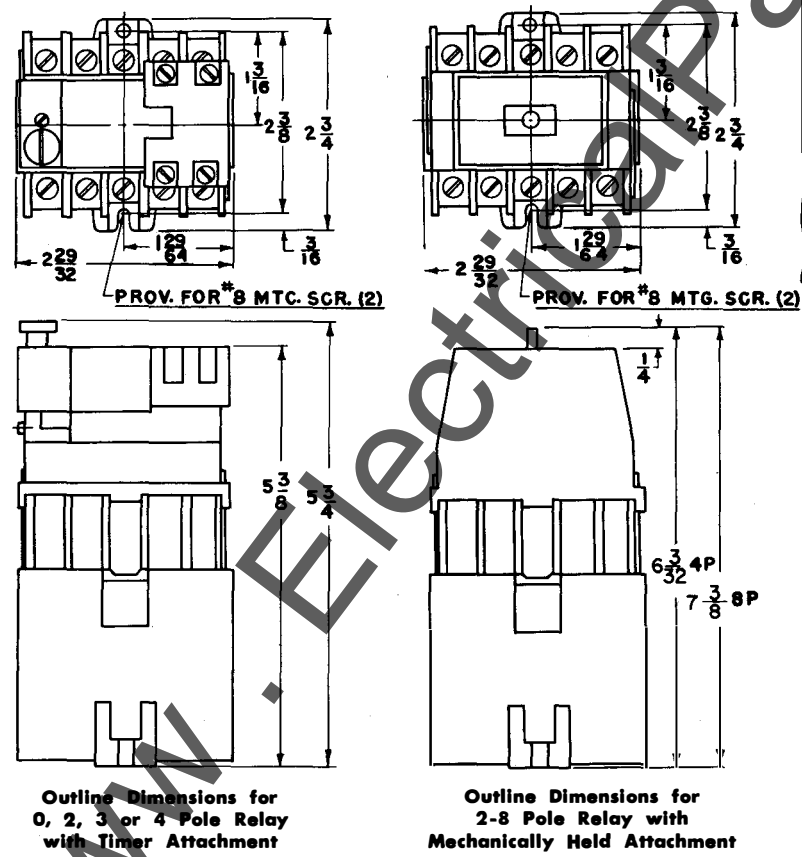 1 3/16
2 3/8
2 3/4
3/16
1 29/64
2 29/32
PROV. FOR #8 MTC. SCR. (2)
1 3/16
2 3/8
2 3/4
3/16
1 29/64
2 29/32
PROV. FOR #8 MTG. SCR. (2)
5 3/8
5 3/4
1/4
6 3/32 4P
7 3/8 8P
Outline Dimensions for
0, 2, 3 or 4 Pole Relay
with Timer Attachment
Outline Dimensions for
2-8 Pole Relay with
Mechanically Held Attachment
www.ElectricalPa